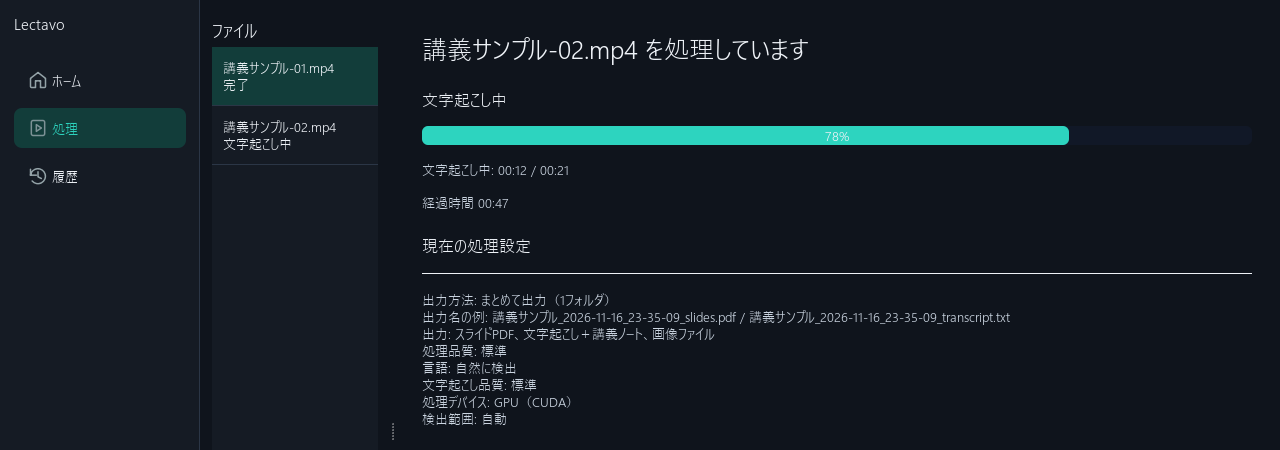 Lectavo
ホーム
処理
履歴
ファイル
講義サンプル-01.mp4
完了
講義サンプル-02.mp4
文字起こし中
講義サンプル-02.mp4 を処理しています
文字起こし中
78%
文字起こし中: 00:12 / 00:21
経過時間 00:47
現在の処理設定
出力方法: まとめて出力（1フォルダ）
出力名の例: 講義サンプル_2026-11-16_23-35-09_slides.pdf / 講義サンプル_2026-11-16_23-35-09_transcript.txt
出力: スライドPDF、文字起こし＋講義ノート、画像ファイル
処理品質: 標準
言語: 自然に検出
文字起こし品質: 標準
処理デバイス: GPU（CUDA）
検出範囲: 自動